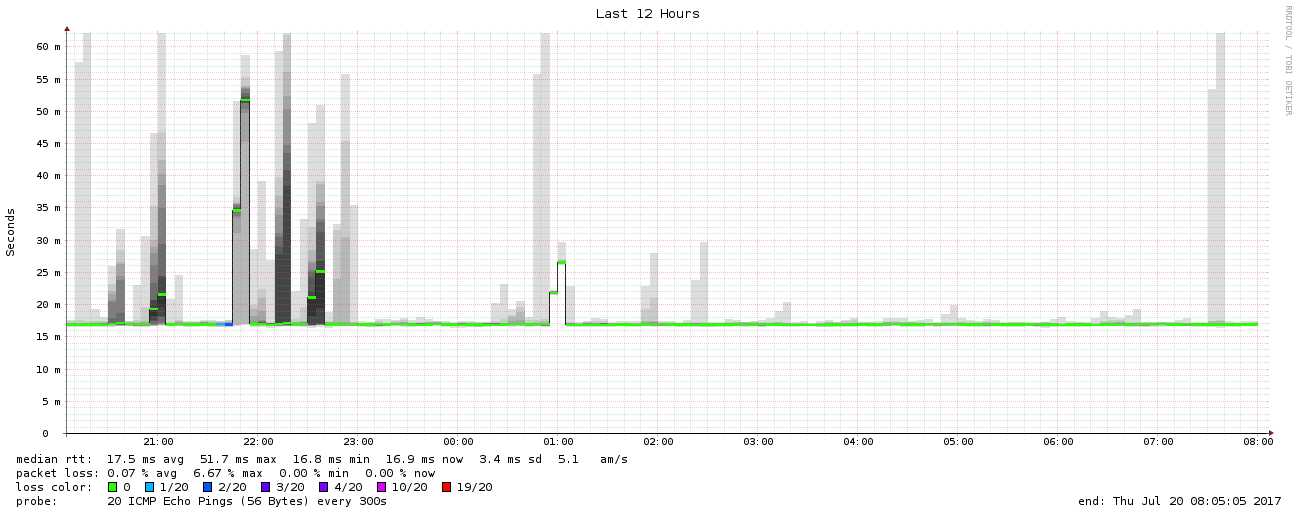 Last 12 Hours
RRDTOOL / TOBI OETIKER
Seconds
60 m
55 m
50 m
45 m
40 m
35 m
30 m
25 m
20 m
15 m
10 m
5 m
0
21:00 22:00 23:00 00:00 01:00 02:00 03:00 04:00 05:00 06:00 07:00 08:00
median rtt: 17.5 ms avg 51.7 ms max 16.8 ms min 16.9 ms now 3.4 ms sd 5.1 am/s
packet loss: 0.07 % avg 6.67 % max 0.00 % min 0.00 % now
loss color: 0 1/20 2/20 3/20 4/20 10/20 19/20
probe: 20 ICMP Echo Pings (56 Bytes) every 300s end: Thu Jul 20 08:05:05 2017